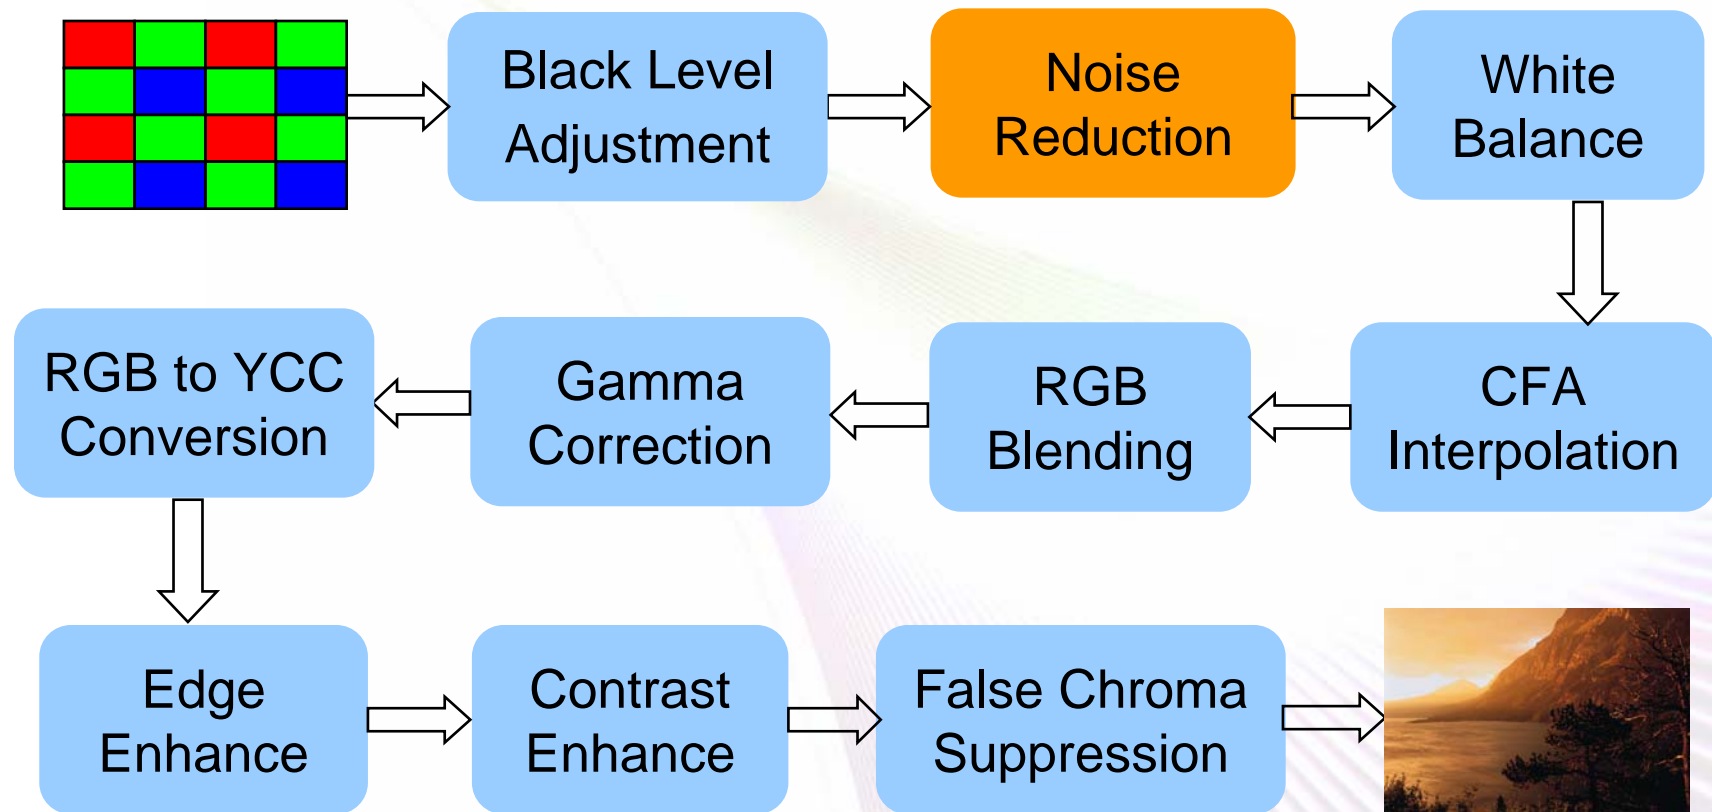 Black Level
Adjustment
Noise
Reduction
White
Balance
CFA
Interpolation
RGB
Blending
Gamma
Correction
RGB to YCC
Conversion
Edge
Enhance
Contrast
Enhance
False Chroma
Suppression